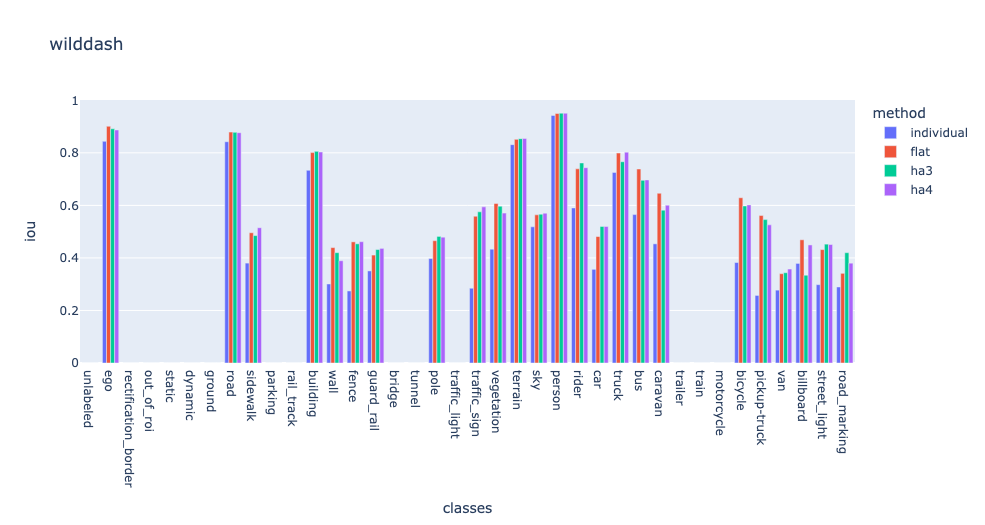 wilddash
1
0.8
0.6
0.4
0.2
0
iou
unlabeled
ego
rectification_border
out_of_roi
static
dynamic
ground
road
sidewalk
parking
rail_track
building
wall
fence
guard_rail
bridge
tunnel
pole
traffic_light
traffic_sign
vegetation
terrain
sky
person
rider
car
truck
bus
caravan
trailer
train
motorcycle
bicycle
pickup-truck
van
billboard
street_light
road_marking
classes
method
individual
flat
ha3
ha4